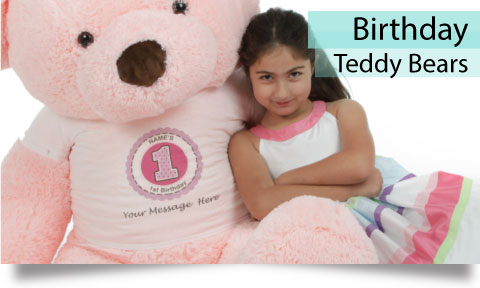 Birthday
Teddy Bears
NAME'S
1
1st Birthday
Your Message Here